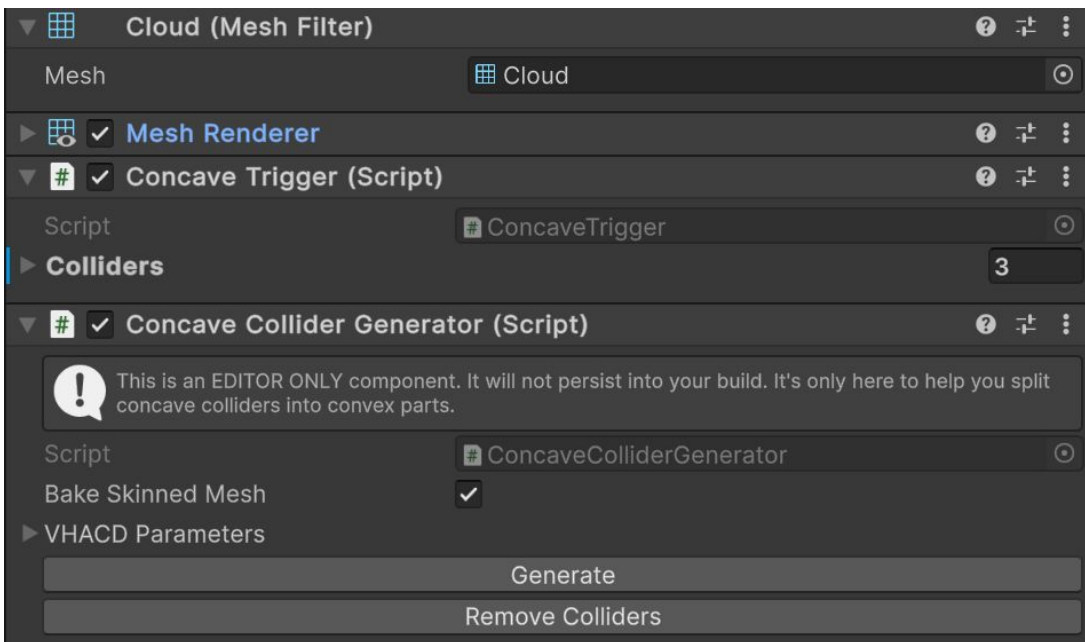 Cloud (Mesh Filter)
Mesh
Cloud
Mesh Renderer
# Concave Trigger (Script)
Script
# ConcaveTrigger
Colliders
3
# Concave Collider Generator (Script)
This is an EDITOR ONLY component. It will not persist into your build. It's only here to help you split
concave colliders into convex parts.
Script
# ConcaveColliderGenerator
Bake Skinned Mesh
VHACD Parameters
Generate
Remove Colliders